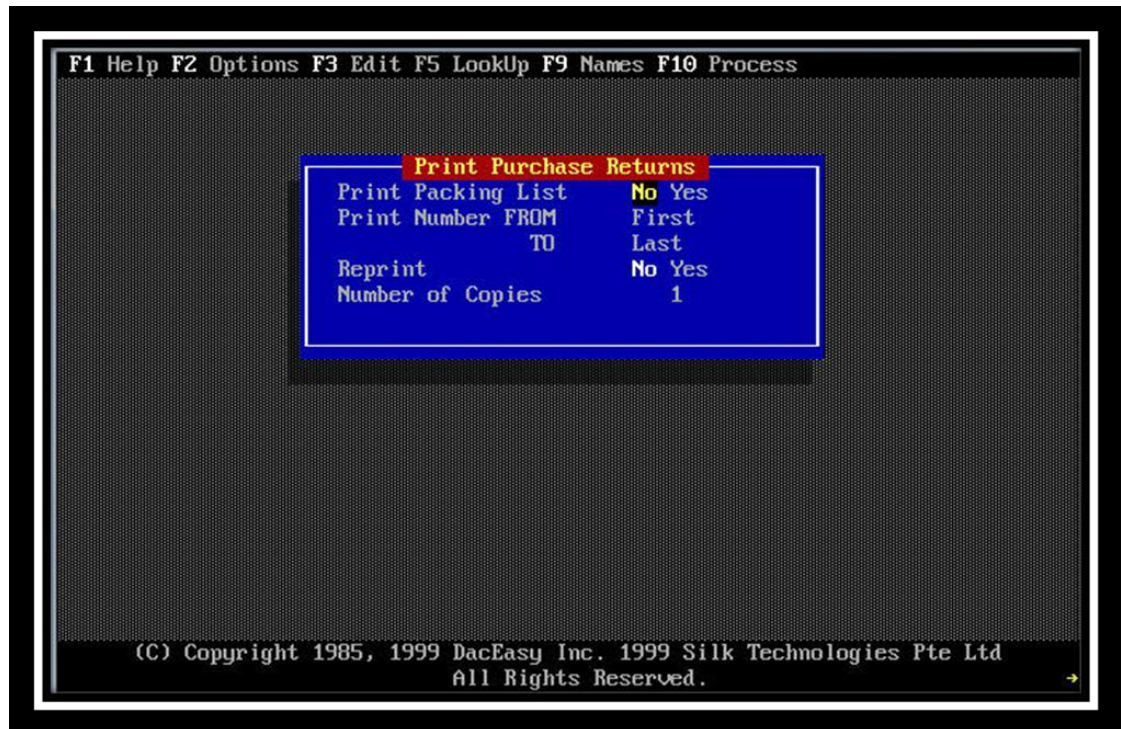 F1 Help F2 Options F3 Edit F5 LookUp F9 Names F10 Process
Print Purchase Returns
Print Packing List No Yes
Print Number FROM First
TO Last
Reprint No Yes
Number of Copies 1
(C) Copyright 1985, 1999 DacEasy Inc. 1999 Silk Technologies Pte Ltd
All Rights Reserved.